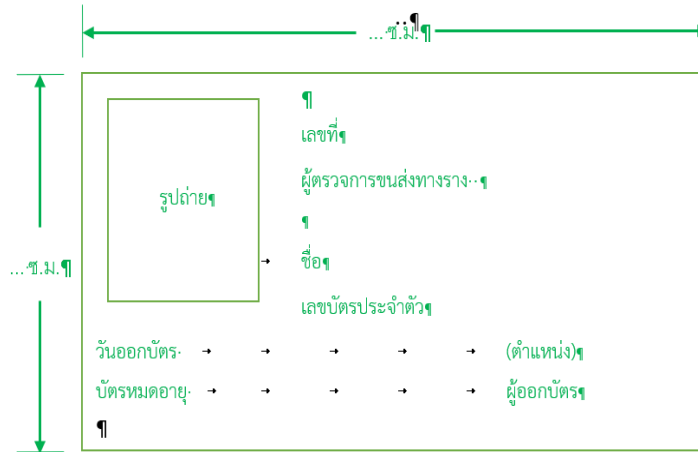 ...ซ.ม.
เลขที่
ผู้ตรวจการขนส่งทางราง
รูปถ่าย
ชื่อ
...ซ.ม.
เลขบัตรประจำตัว
วันออกบัตร (ตำแหน่ง)
บัตรหมดอายุ ผู้ออกบัตร